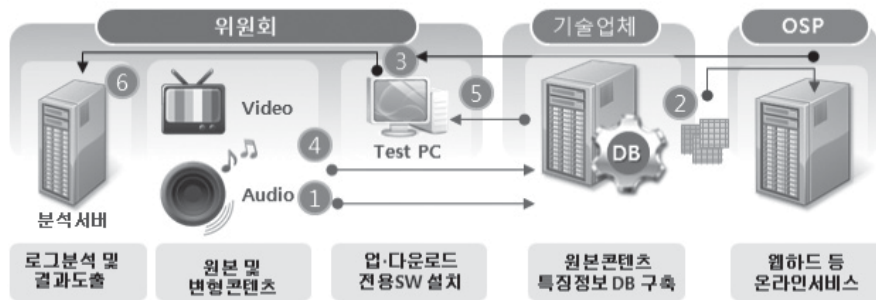 위원회
기술업체
OSP
6
Video
3
Test PC
5
2
DB
4
Audio
1
분석서버
로그분석 및
결과도출
원본 및
변형콘텐츠
업·다운로드
전용SW 설치
원본콘텐츠
특징정보 DB 구축
웹하드 등
온라인서비스